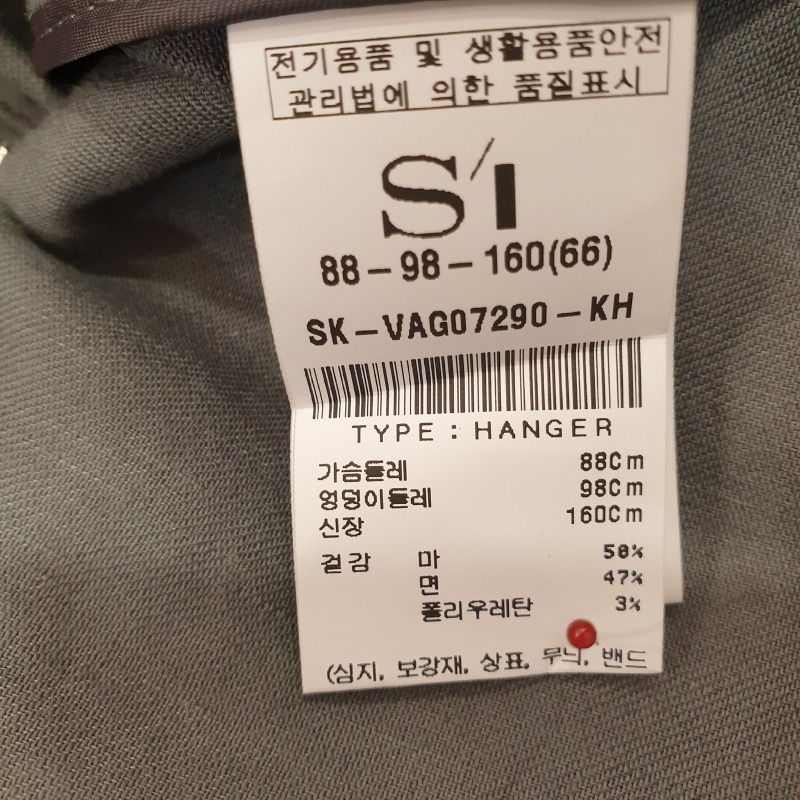 전기용품 및 생활용품안전
관리법에 의한 품질표시
S/I
88-98-160(66)
SK-VAG07290-KH
TYPE : HANGER
가슴둘레 88Cm
엉덩이둘레 98Cm
신장 160Cm
겉감 마 50%
면 47%
폴리우레탄 3%
(심지, 보강재, 상표, 무늬, 밴드